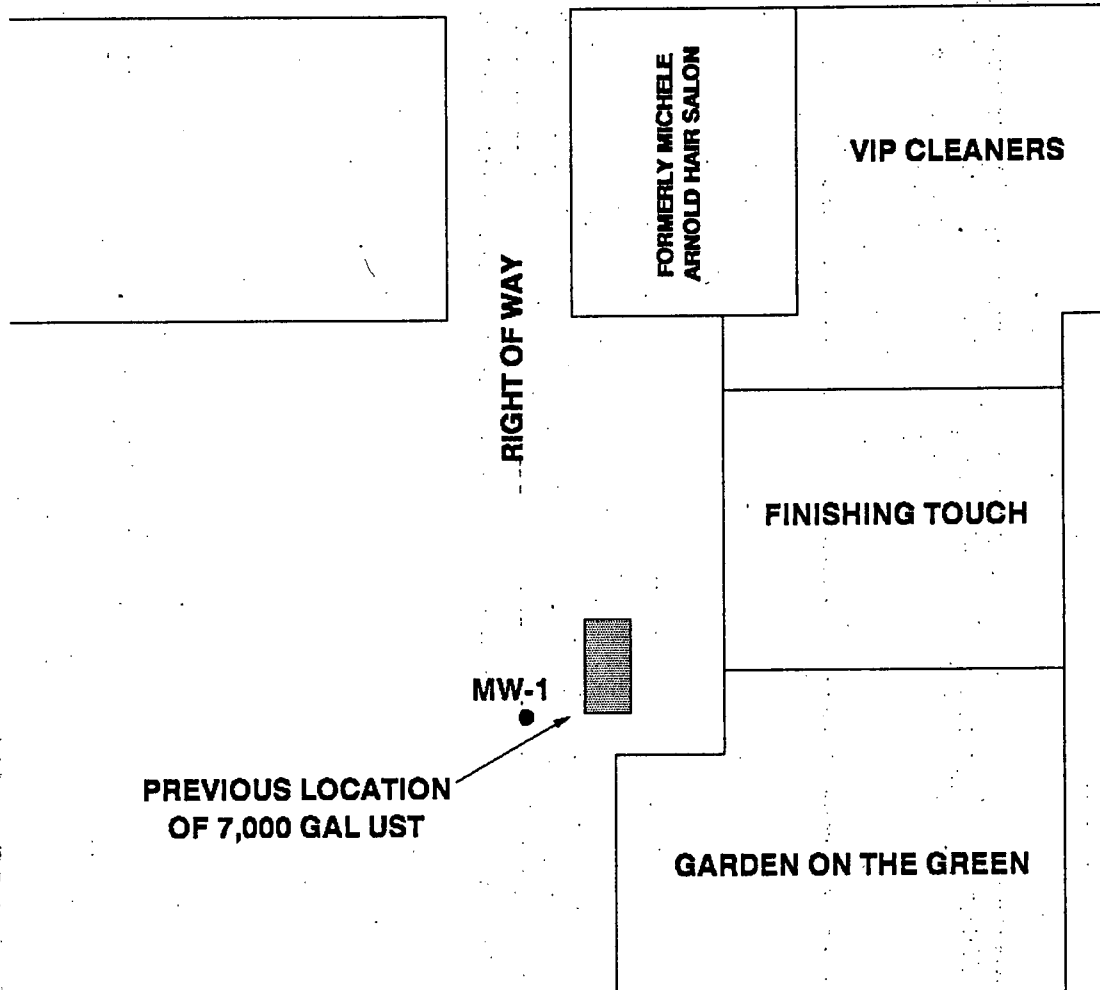 FORMERLY MICHELE
ARNOLD HAIR SALON
VIP CLEANERS
RIGHT OF WAY
FINISHING TOUCH
MW-1
PREVIOUS LOCATION
OF 7,000 GAL UST
GARDEN ON THE GREEN